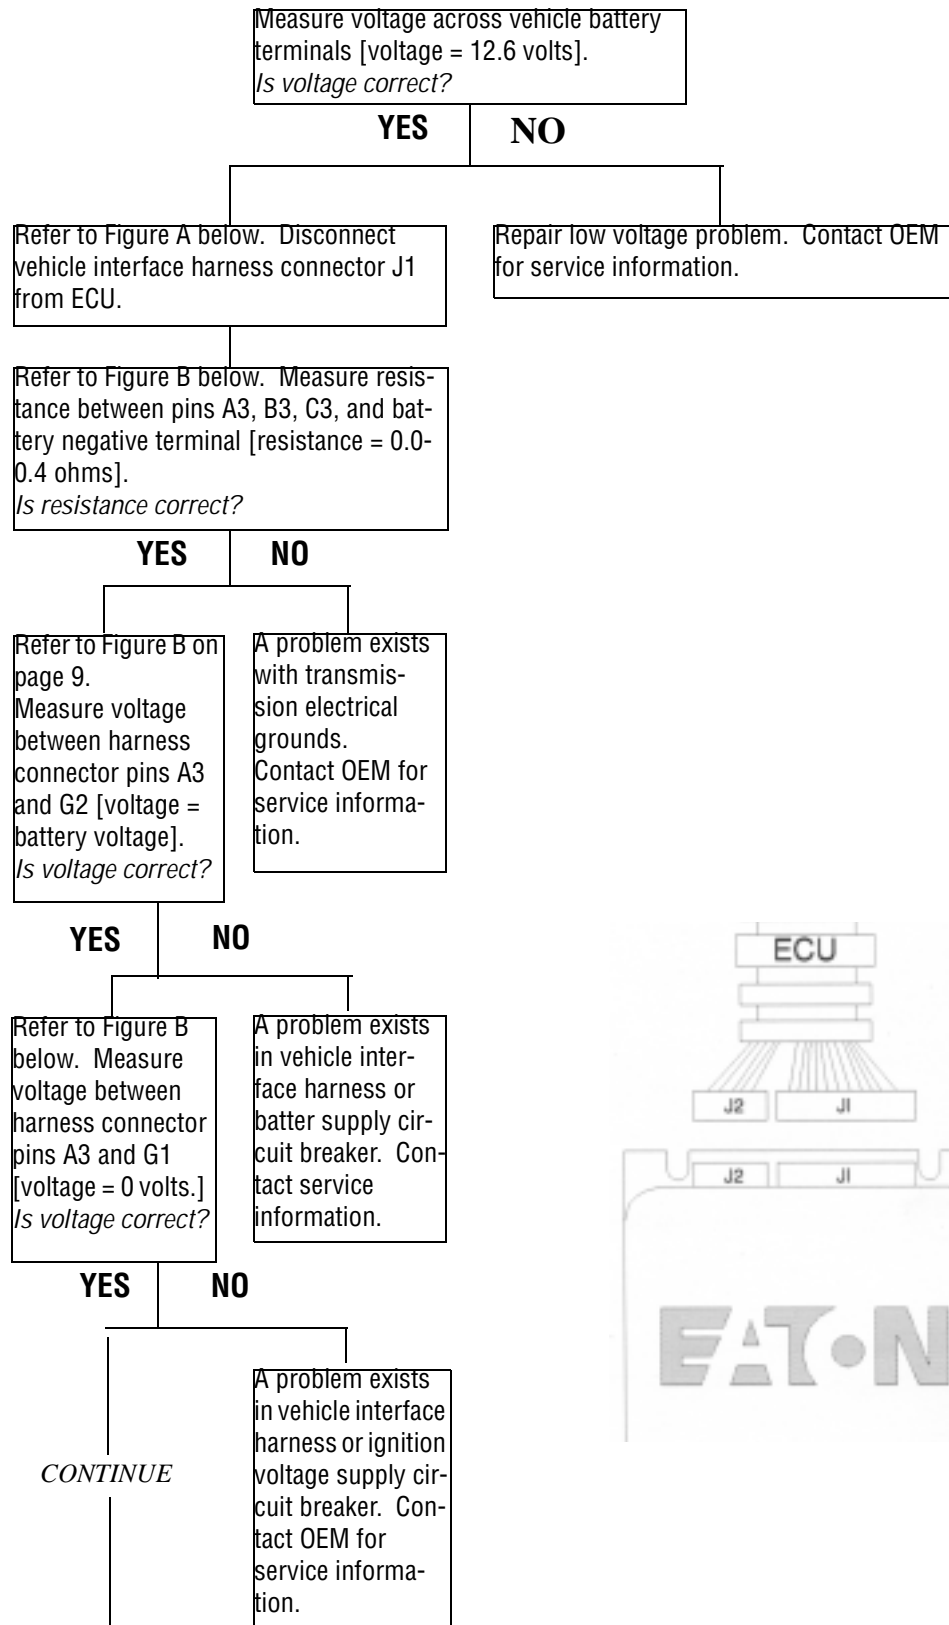 Measure voltage across vehicle battery
terminals [voltage = 12.6 volts].
Is voltage correct?
YES
NO
Refer to Figure A below. Disconnect
vehicle interface harness connector J1
from ECU.
Repair low voltage problem. Contact OEM
for service information.
Refer to Figure B below. Measure resis-
tance between pins A3, B3, C3, and bat-
tery negative terminal [resistance = 0.0-
0.4 ohms].
Is resistance correct?
YES
NO
Refer to Figure B on
page 9.
Measure voltage
between harness
connector pins A3
and G2 [voltage =
battery voltage].
Is voltage correct?
A problem exists
with transmis-
sion electrical
grounds.
Contact OEM for
service informa-
tion.
YES
NO
Refer to Figure B
below. Measure
voltage between
harness connector
pins A3 and G1
[voltage = 0 volts.]
Is voltage correct?
A problem exists
in vehicle inter-
face harness or
batter supply cir-
cuit breaker. Con-
tact service
information.
ECU
J2
J1
J2
J1
EATON
YES
NO
CONTINUE
A problem exists
in vehicle interface
harness or ignition
voltage supply cir-
cuit breaker. Con-
tact OEM for
service informa-
tion.